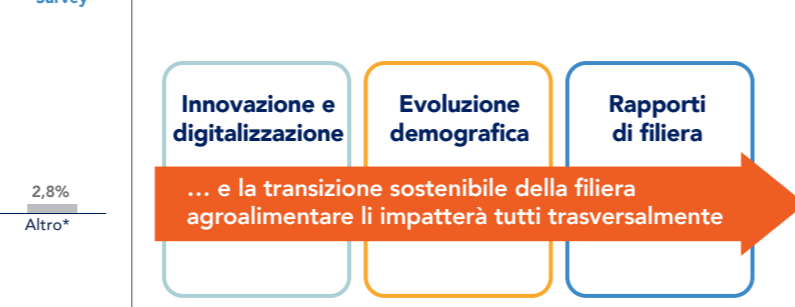 Survey
2,8%
Altro*
Innovazione e
digitalizzazione
Evoluzione
demografica
Rapporti
di filiera
… e la transizione sostenibile della filiera
agroalimentare li impatterà tutti trasversalmente